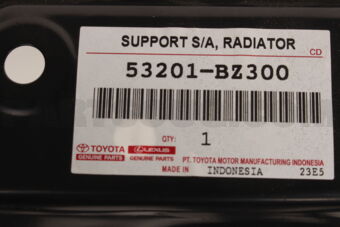 SUPPORT S/A, RADIATOR
CD
53201-BZ300
QTY: 1
TOYOTA LEXUS
GENUINE PARTS GENUINE PARTS
PT. TOYOTA MOTOR MANUFACTURING INDONESIA
MADE IN INDONESIA 23E5